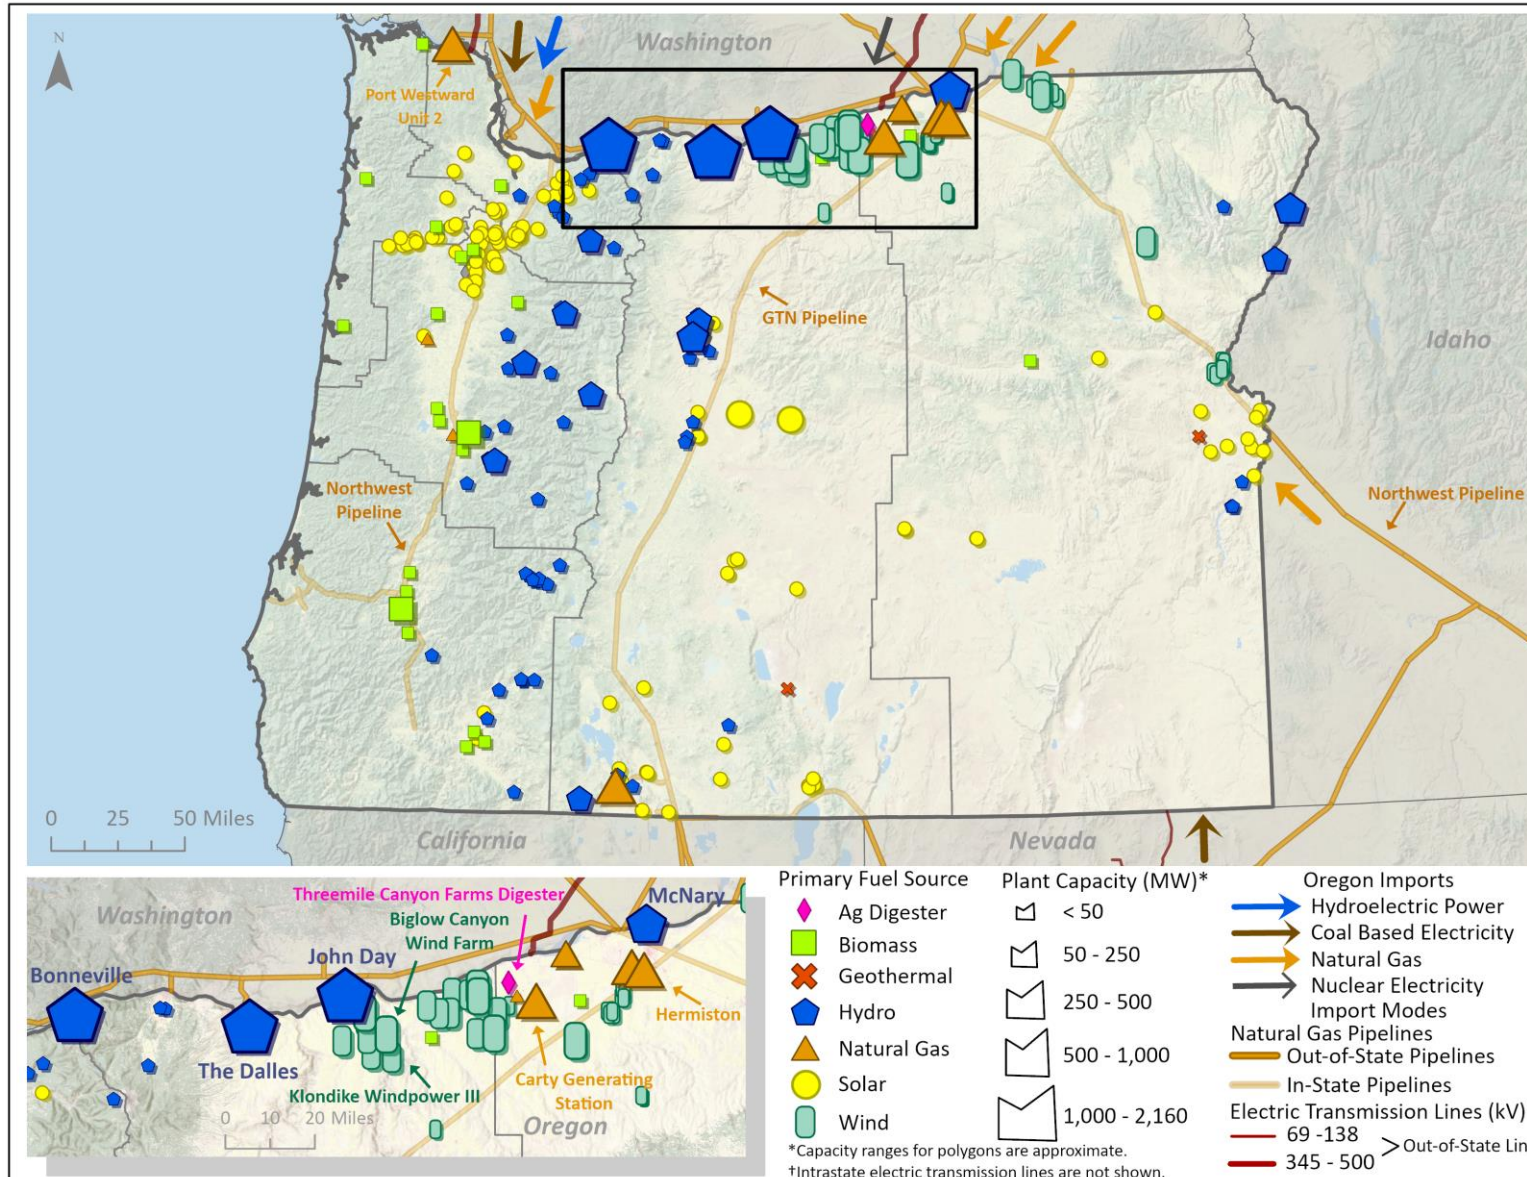 N
Washington
Port Westward
Unit 2
GTN Pipeline
Idaho
Northwest
Pipeline
Northwest Pipeline
0 25 50 Miles
California
Nevada
Washington
Threemile Canyon Farms Digester
Biglow Canyon
Wind Farm
McNary
John Day
Bonneville
Hermiston
The Dalles
Carty Generating
Station
Klondike Windpower III
0 10 20 Miles
Oregon
Primary Fuel Source
Ag Digester
Biomass
Geothermal
Hydro
Natural Gas
Solar
Wind
Plant Capacity (MW)*
< 50
50 - 250
250 - 500
500 - 1,000
1,000 - 2,160
*Capacity ranges for polygons are approximate.
†Intrastate electric transmission lines are not shown.
Oregon Imports
Hydroelectric Power
Coal Based Electricity
Natural Gas
Nuclear Electricity
Import Modes
Natural Gas Pipelines
Out-of-State Pipelines
In-State Pipelines
Electric Transmission Lines (kV)
69 -138
> Out-of-State Lin
345 - 500